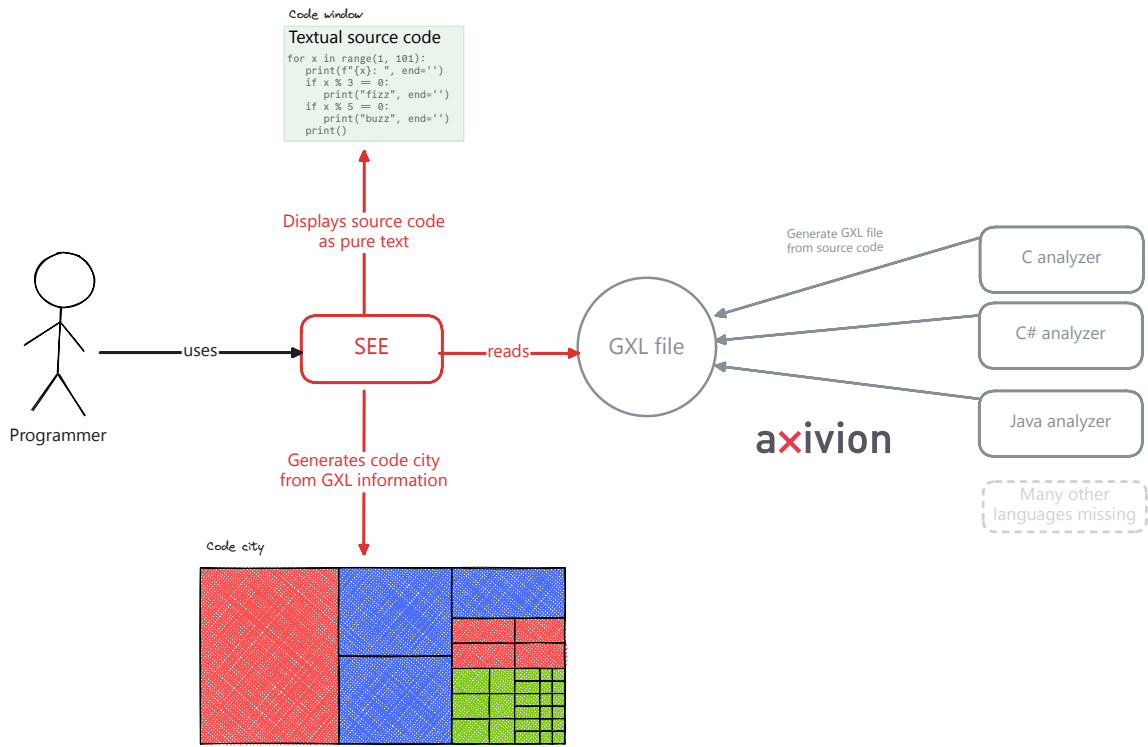 Code window
Textual source code
for x in range(1, 101):
   print(f"{x}: ", end='')
   if x % 3 == 0:
      print("fizz", end='')
   if x % 5 == 0:
      print("buzz", end='')
   print()
Displays source code
as pure text
Generate GXL file
from source code
C analyzer
SEE
GXL file
C# analyzer
uses
reads
Java analyzer
Programmer
axivion
Generates code city
from GXL information
Many other
languages missing
Code city